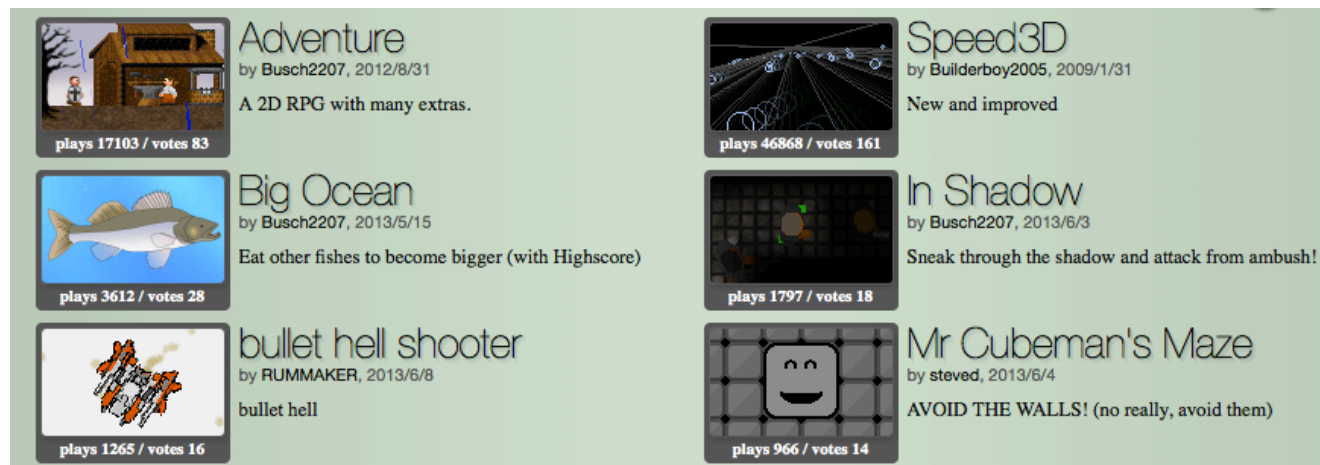 Adventure
by Busch2207, 2012/8/31
A 2D RPG with many extras.
plays 17103 / votes 83
Speed3D
by Builderboy2005, 2009/1/31
New and improved
plays 46868 / votes 161
Big Ocean
by Busch2207, 2013/5/15
Eat other fishes to become bigger (with Highscore)
plays 3612 / votes 28
In Shadow
by Busch2207, 2013/6/3
Sneak through the shadow and attack from ambush!
plays 1797 / votes 18
bullet hell shooter
by RUMMAKER, 2013/6/8
bullet hell
plays 1265 / votes 16
Mr Cubeman's Maze
by steved, 2013/6/4
AVOID THE WALLS! (no really, avoid them)
plays 966 / votes 14